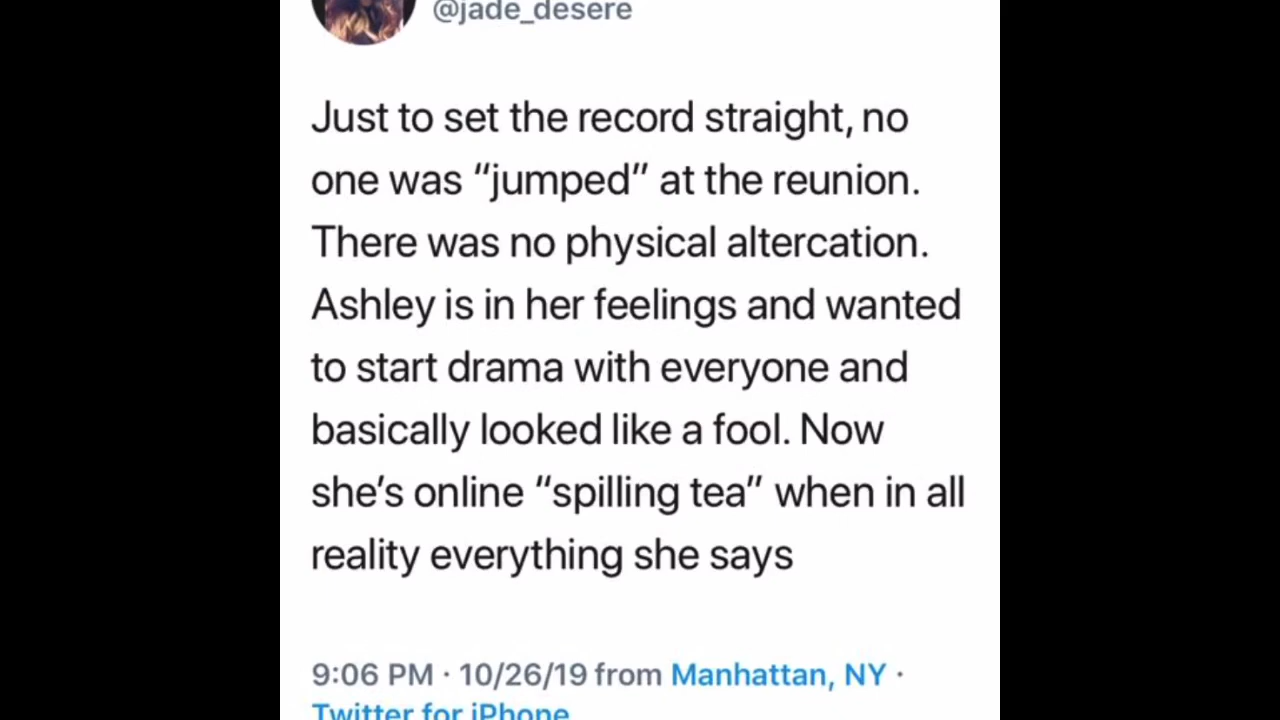 @jade_desere
Just to set the record straight, no
one was “jumped” at the reunion.
There was no physical altercation.
Ashley is in her feelings and wanted
to start drama with everyone and
basically looked like a fool. Now
she’s online “spilling tea” when in all
reality everything she says
9:06 PM · 10/26/19 from Manhattan, NY ·
Twitter for iPhone